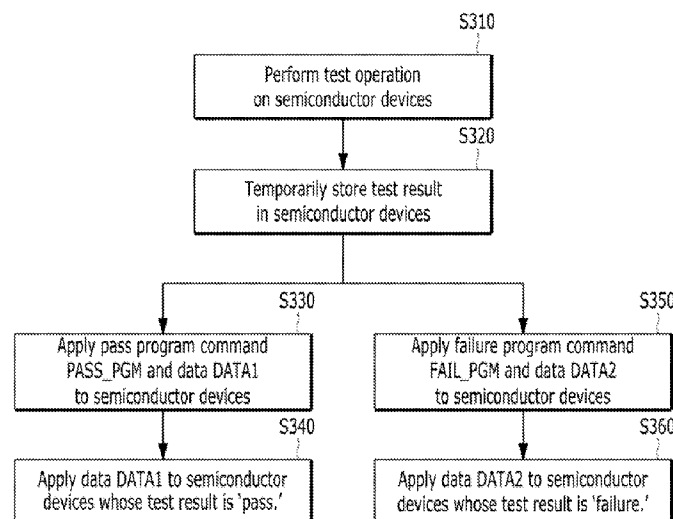 S310
Perform test operation
on semiconductor devices
S320
Temporarily store test result
in semiconductor devices
S330
Apply pass program command
PASS_PGM and data DATA1
to semiconductor devices
S340
Apply data DATA1 to semiconductor
devices whose test result is ‘pass.’
S350
Apply failure program command
FAIL_PGM and data DATA2
to semiconductor devices
S360
Apply data DATA2 to semiconductor
devices whose test result is ‘failure.’